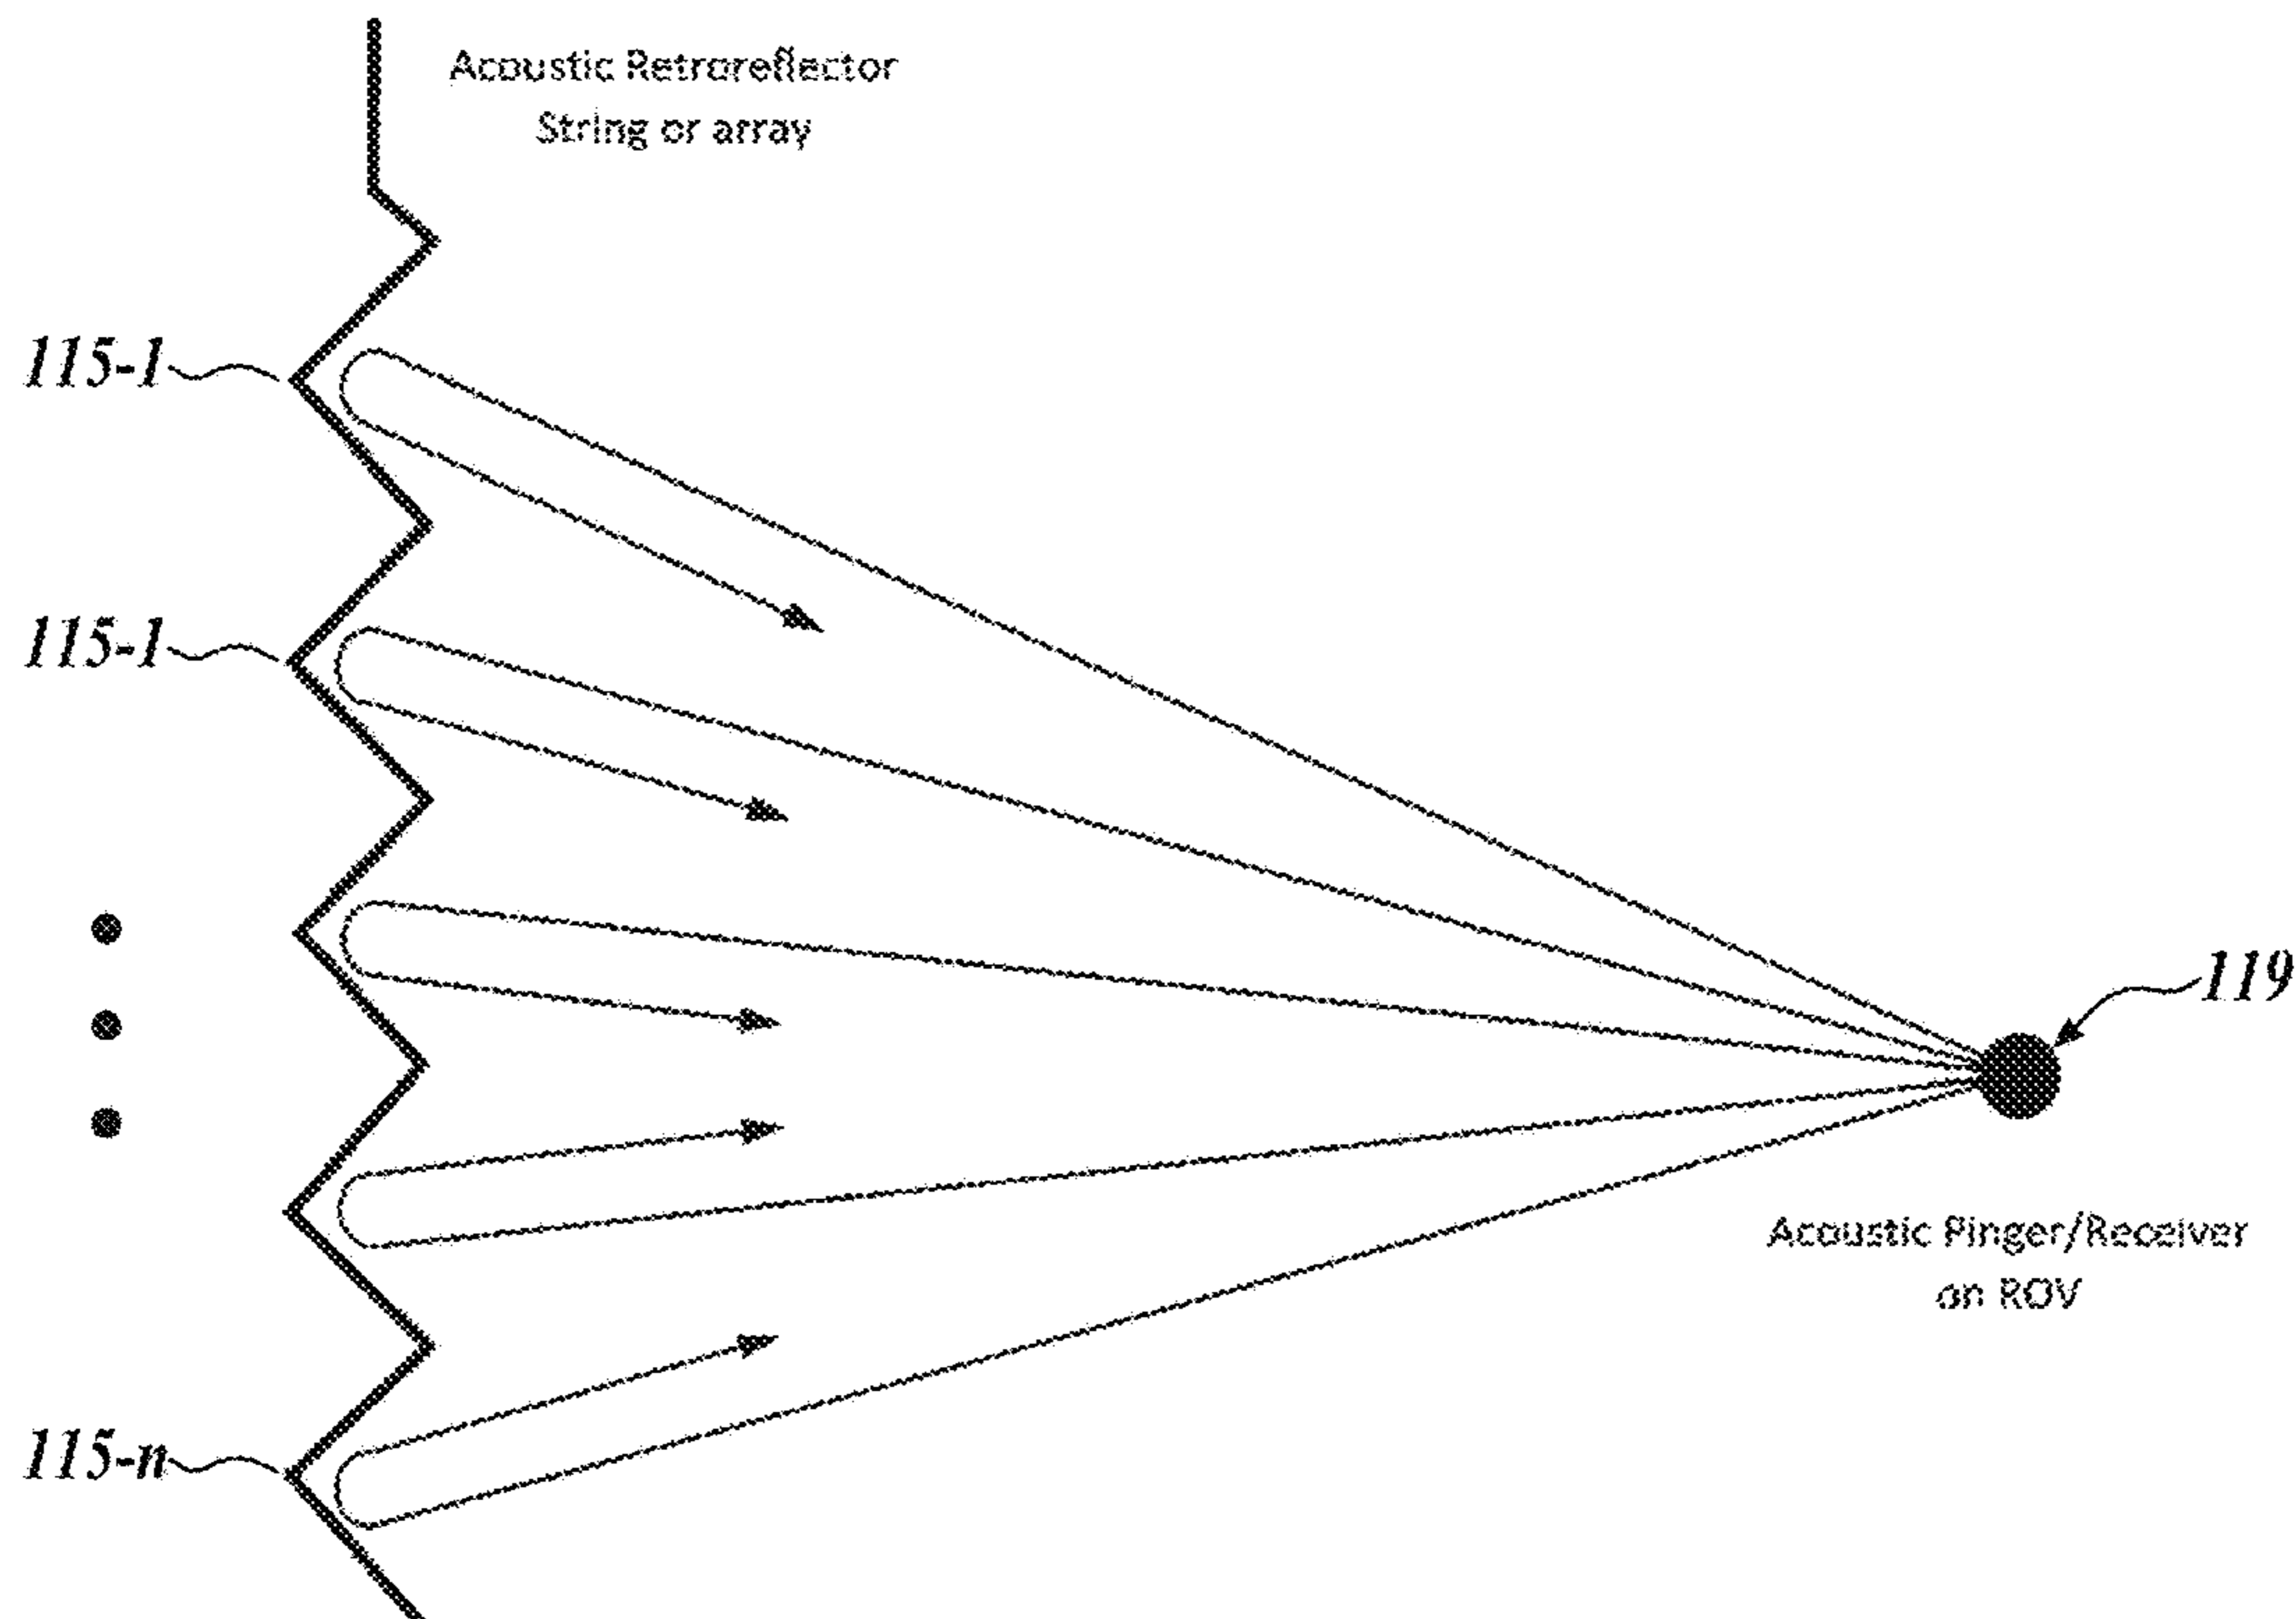 Acoustic Retroreflector
String or array
115-1
115-1
119
Acoustic Pinger/Receiver
on ROV
115-n